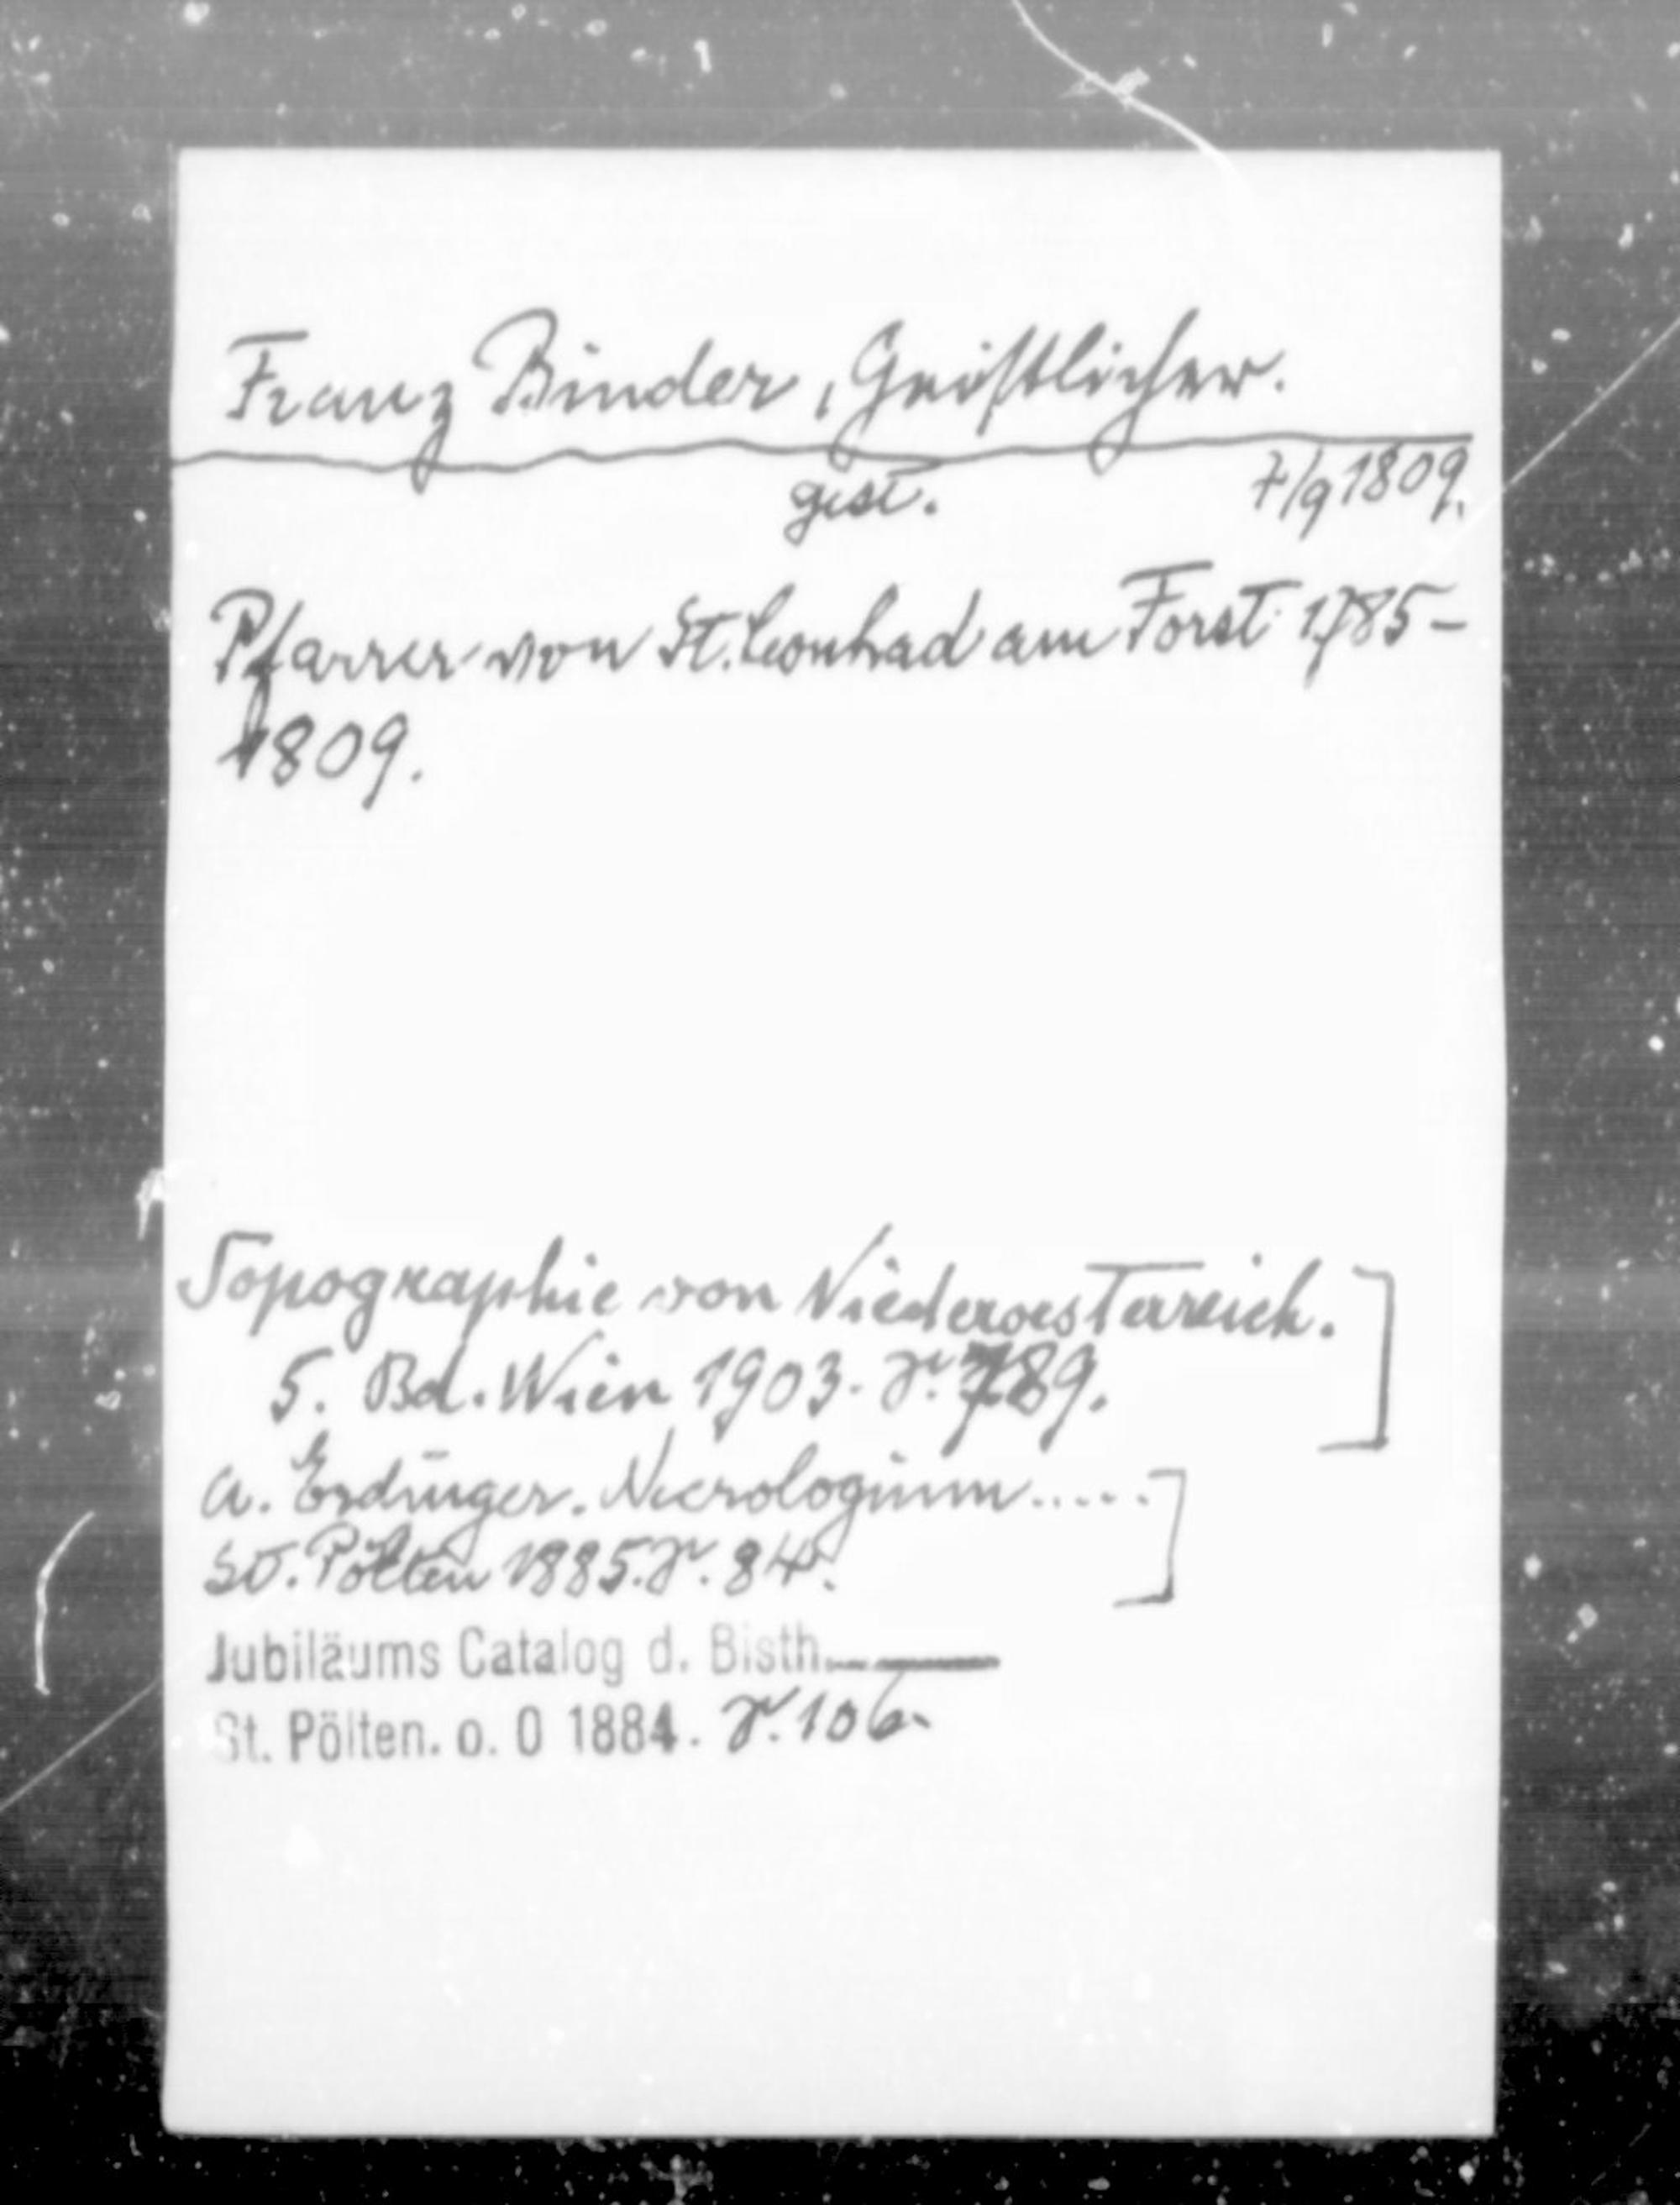 Franz Binder, Geistlicher.
gest. 7/9 1809.
Pfarrer von St. Leonhad am Forst 1785-
1809.
Topographie von Niederoesterreich.
5. Bd. Wien 1903. S. 789.
A. Erdinger. Necrologium.....
St. Pölten 1885. S. 84.
Jubiläums Catalog d. Bisth.
St. Pölten. o. O 1884. S. 106.